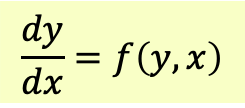 dy/dx = f(y, x)